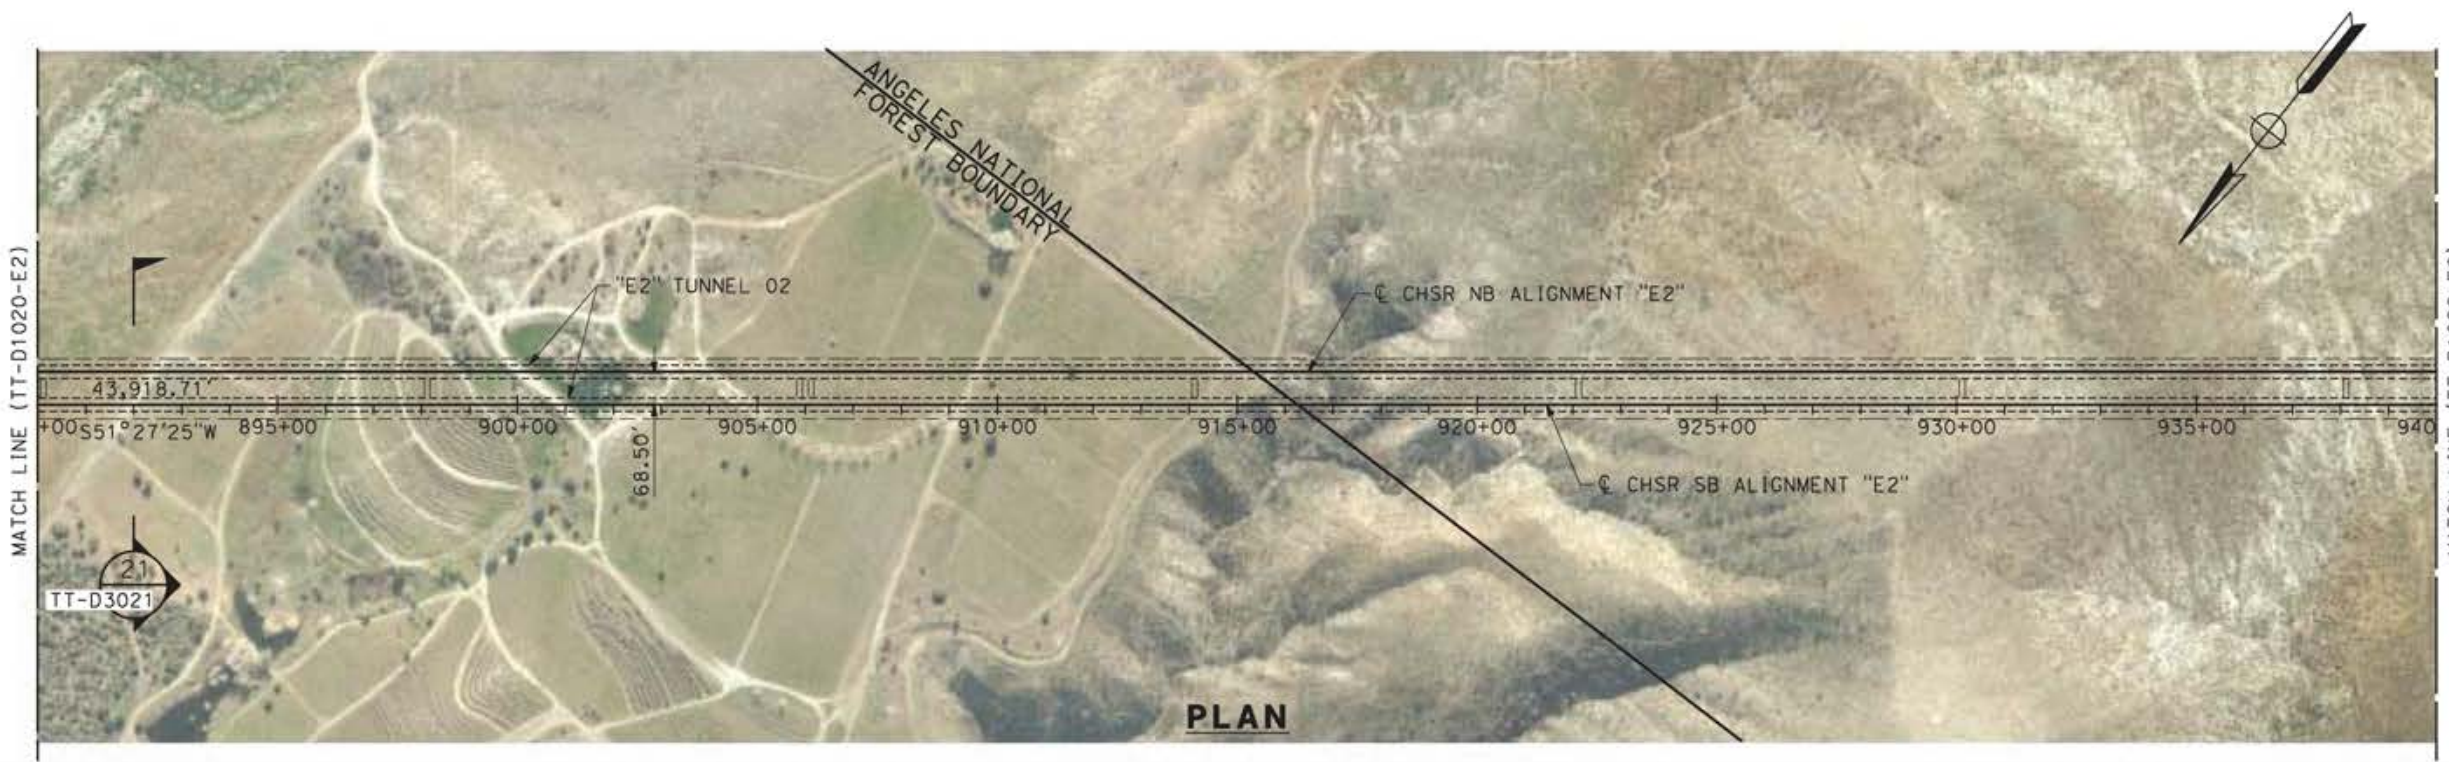 MATCH LINE (TT-D1020-E2)
ANGELES NATIONAL
FOREST BOUNDARY
"E2" TUNNEL 02
℄ CHSR NB ALIGNMENT "E2"
43,918.71'
+00
S51°27'25"W
895+00
900+00
905+00
910+00
915+00
920+00
925+00
930+00
935+00
940
68.50'
℄ CHSR SB ALIGNMENT "E2"
21
TT-D3021
PLAN